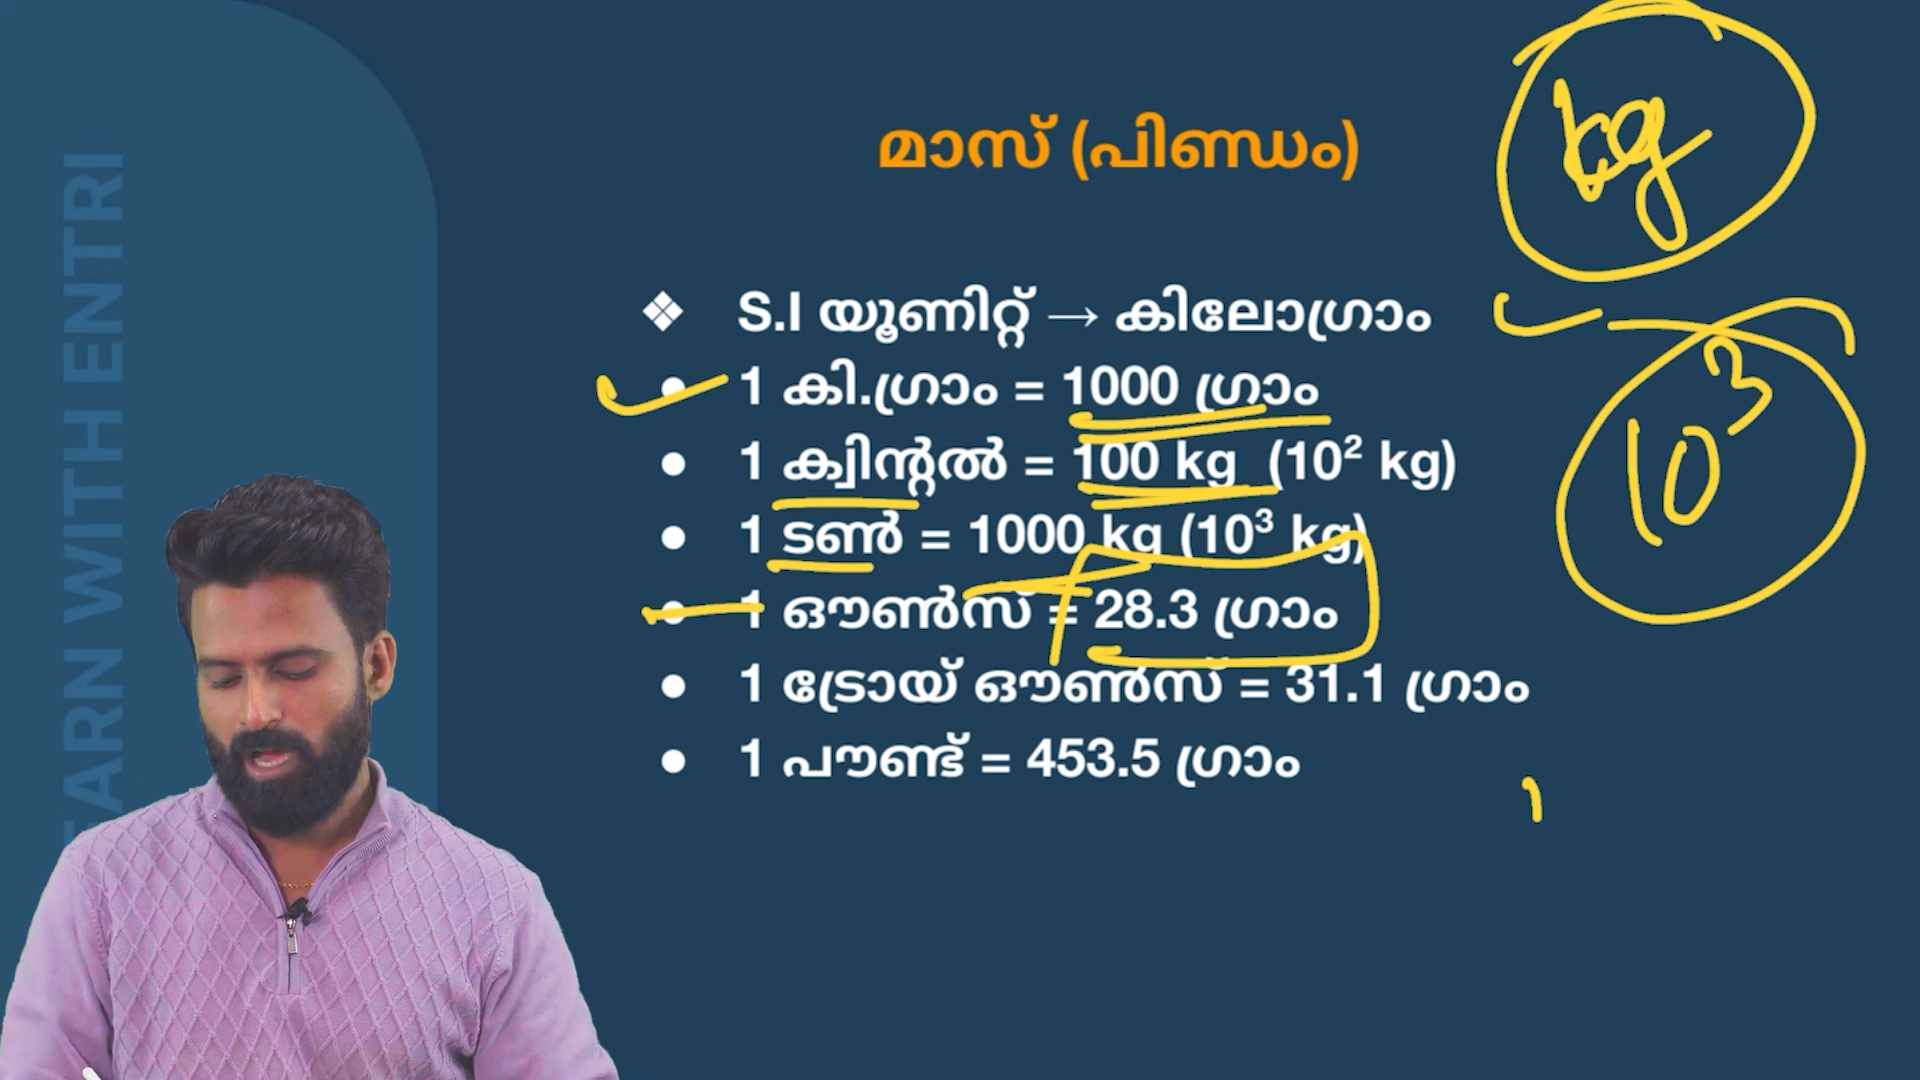 മാസ് (പിണ്ഡം)
kg
❖ S.I യൂണിറ്റ് → കിലോഗ്രാം
● 1 കി.ഗ്രാം = 1000 ഗ്രാം
10³
● 1 ക്വിന്റൽ = 100 kg (10² kg)
● 1 ടൺ = 1000 kg (10³ kg)
● 1 ഔൺസ് = 28.3 ഗ്രാം
● 1 ട്രോയ് ഔൺസ് = 31.1 ഗ്രാം
● 1 പൗണ്ട് = 453.5 ഗ്രാം
EARN WITH ENTRI